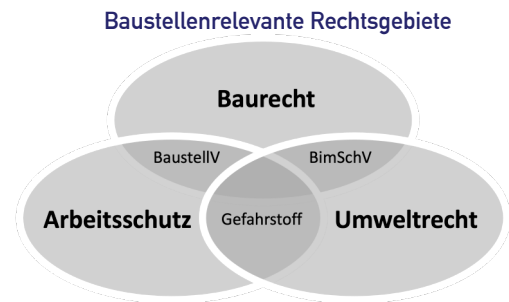 Baustellenrelevante Rechtsgebiete
Baurecht
BaustellV BimSchV
Arbeitsschutz Gefahrstoff Umweltrecht